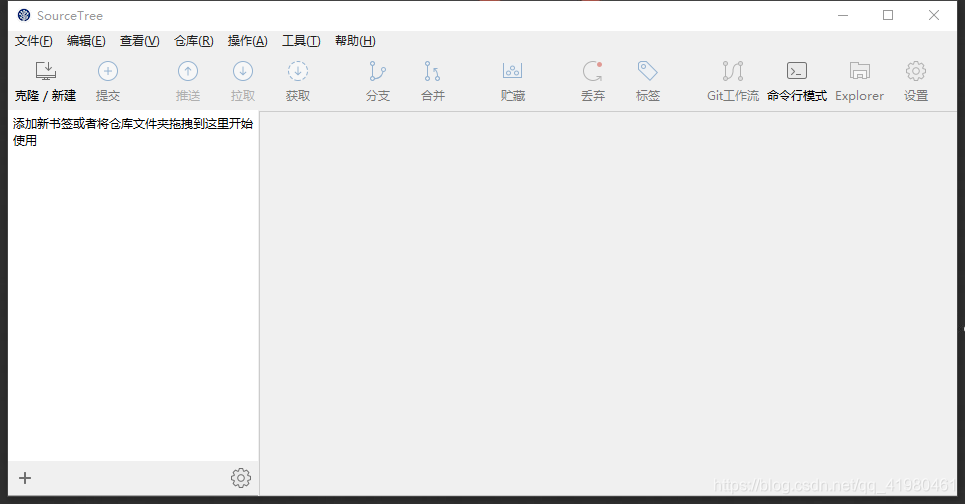 SourceTree
文件(F) 编辑(E) 查看(V) 仓库(R) 操作(A) 工具(T) 帮助(H)
克隆 / 新建 提交 推送 拉取 获取 分支 合并 贮藏 丢弃 标签 Git工作流 命令行模式 Explorer 设置
添加新书签或者将仓库文件夹拖拽到这里开始
使用
https://blog.csdn.net/qq_41980461